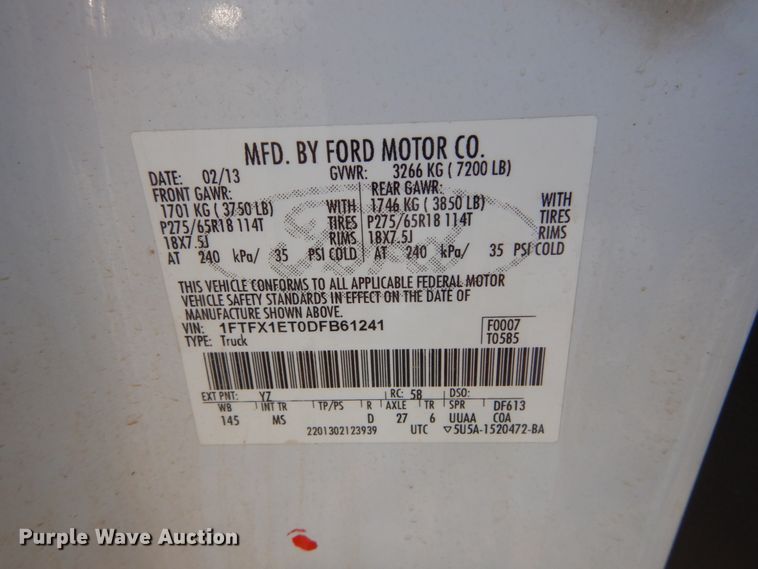 MFD. BY FORD MOTOR CO.
DATE: 02/13 GVWR: 3266 KG ( 7200 LB)
FRONT GAWR: REAR GAWR:
1701 KG ( 3750 LB) WITH 1746 KG ( 3850 LB) WITH
P275/65R18 114T TIRES P275/65R18 114T TIRES
18X7.5J RIMS 18X7.5J RIMS
AT 240 kPa/ 35 PSI COLD AT 240 kPa/ 35 PSI COLD
THIS VEHICLE CONFORMS TO ALL APPLICABLE FEDERAL MOTOR
VEHICLE SAFETY STANDARDS IN EFFECT ON THE DATE OF
MANUFACTURE SHOWN ABOVE.
VIN: 1FTFX1ET0DFB61241 F0007
TYPE: Truck T0585
EXT PNT: YZ RC: 58 DSO:
WB INT TR TP/PS R AXLE TR SPR DF613
145 MS D 27 6 UUAA COA
2201302123939 UTC ▽5U5A-1520472-BA
Ford
Purple Wave Auction